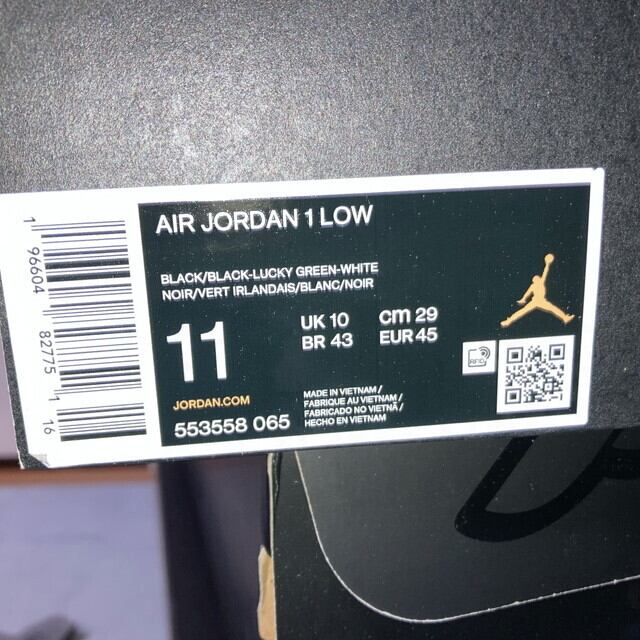 AIR JORDAN 1 LOW
BLACK/BLACK-LUCKY GREEN-WHITE
NOIR/VERT IRLANDAIS/BLANC/NOIR
11
UK 10
BR 43
cm 29
EUR 45
RFID
JORDAN.COM
553558 065
MADE IN VIETNAM /
FABRIQUE AU VIETNAM /
FABRICADO NO VIETNÃ /
HECHO EN VIETNAM
1 96604 82775 1 16